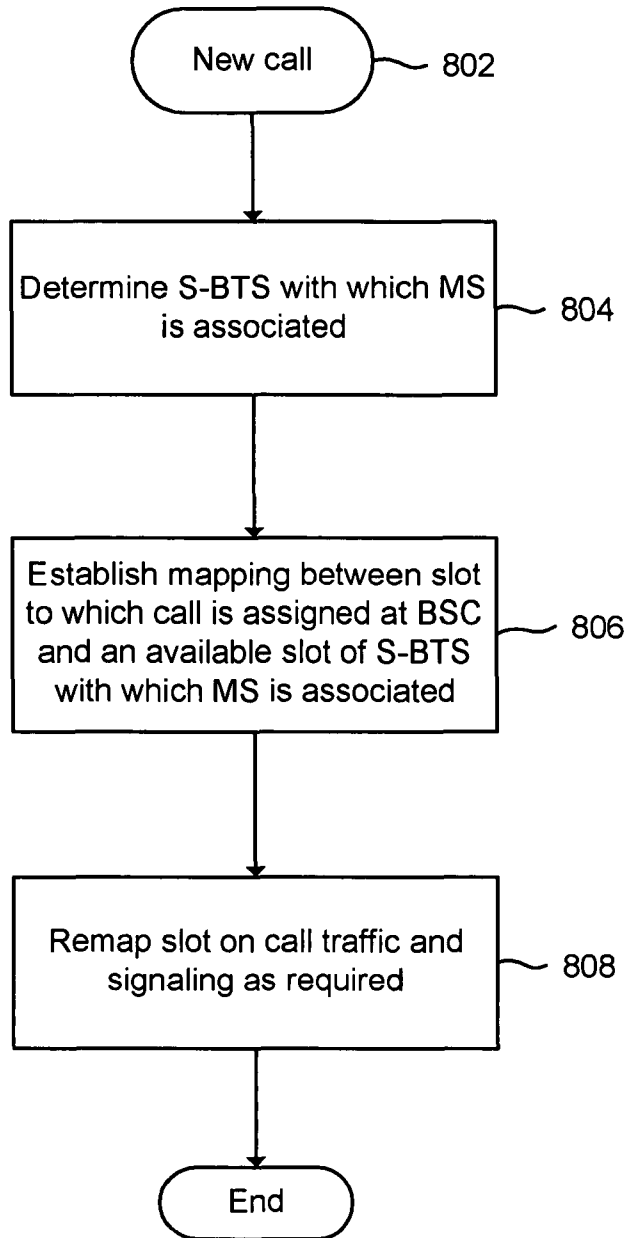 New call
802
Determine S-BTS with which MS
is associated
804
Establish mapping between slot
to which call is assigned at BSC
and an available slot of S-BTS
with which MS is associated
806
Remap slot on call traffic and
signaling as required
808
End